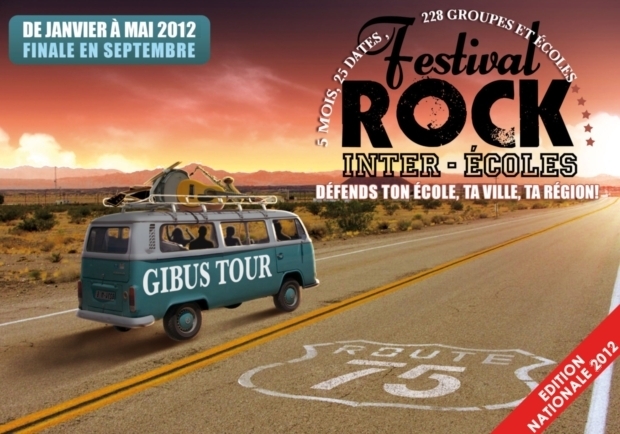 DE JANVIER À MAI 2012
FINALE EN SEPTEMBRE
5 MOIS, 25 DATES,
228 GROUPES ET ÉCOLES
Festival
ROCK
INTER - ÉCOLES
DÉFENDS TON ÉCOLE, TA VILLE, TA RÉGION!
GIBUS TOUR
ROUTE
75
EDITION
NATIONALE 2012